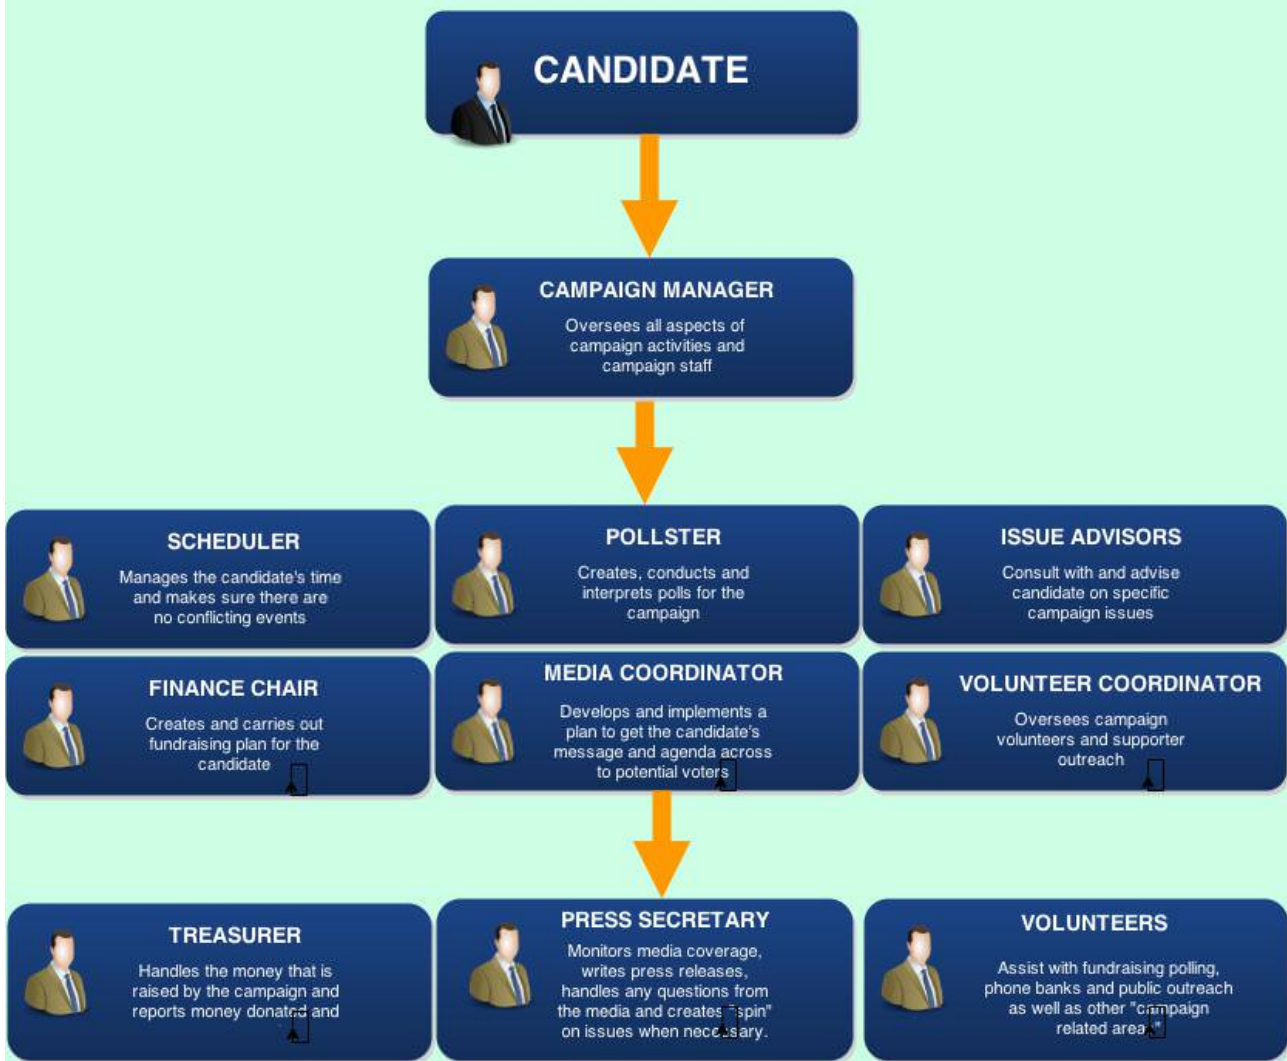 CANDIDATE
CAMPAIGN MANAGER
Oversees all aspects of
campaign activities and
campaign staff
SCHEDULER
Manages the candidate's time
and makes sure there are
no conflicting events
POLLSTER
Creates, conducts and
interprets polls for the
campaign
ISSUE ADVISORS
Consult with and advise
candidate on specific
campaign issues
FINANCE CHAIR
Creates and carries out
fundraising plan for the
candidate
MEDIA COORDINATOR
Develops and implements a
plan to get the candidate's
message and agenda across
to potential voters
VOLUNTEER COORDINATOR
Oversees campaign
volunteers and supporter
outreach
TREASURER
Handles the money that is
raised by the campaign and
reports money donated and
PRESS SECRETARY
Monitors media coverage,
writes press releases,
handles any questions from
the media and creates "spin"
on issues when necessary.
VOLUNTEERS
Assist with fundraising polling,
phone banks and public outreach
as well as other "campaign
related areas"